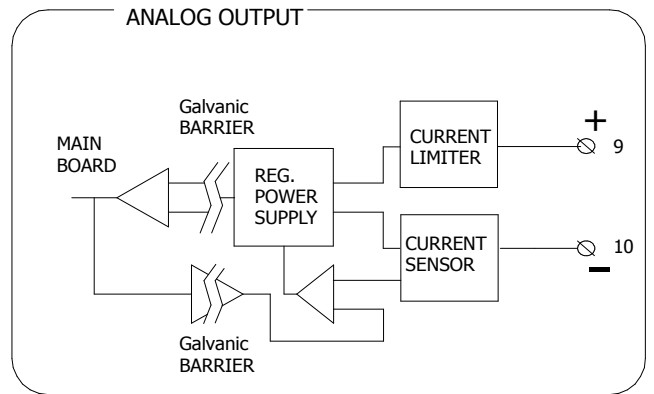 ANALOG OUTPUT
Galvanic
BARRIER
MAIN
BOARD
REG.
POWER
SUPPLY
CURRENT
LIMITER
+
9
CURRENT
SENSOR
10
−
Galvanic
BARRIER